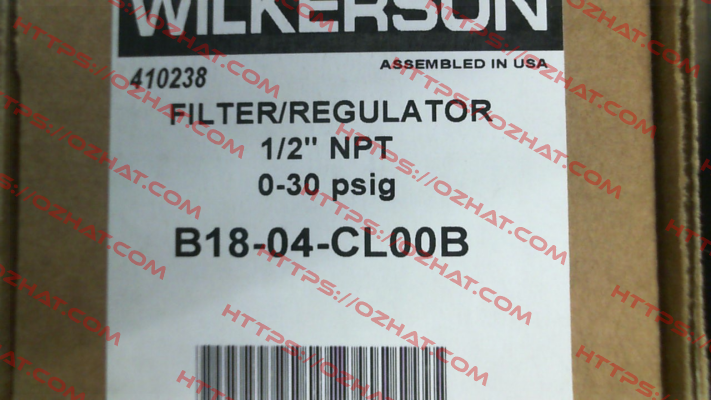 WILKERSON
ASSEMBLED IN USA
410238
FILTER/REGULATOR
1/2" NPT
0-30 psig
B18-04-CL00B
HTTPS://OZHAT.COM